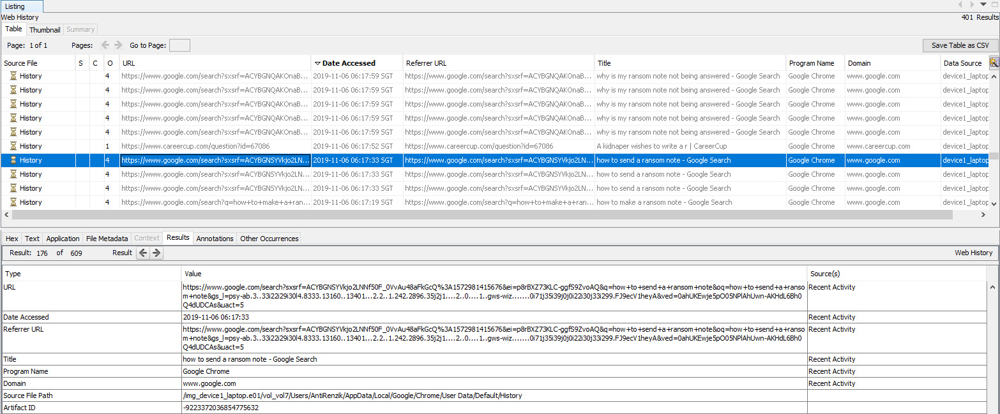 Listing
Web History 401 Results
Table Thumbnail Summary
Page: 1 of 1 Pages: Go to Page: Save Table as CSV
Source File S C O URL Date Accessed Referrer URL Title Program Name Domain Data Source
History 4 https://www.google.com/search?sxsrf=ACYBGNQAKOnaB... 2019-11-06 06:17:59 SGT https://www.google.com/search?sxsrf=ACYBGNQAKOnaB... why is my ransom note not being answered - Google Search Google Chrome www.google.com device1_laptop
History 4 https://www.google.com/search?sxsrf=ACYBGNQAKOnaB... 2019-11-06 06:17:59 SGT https://www.google.com/search?sxsrf=ACYBGNQAKOnaB... why is my ransom note not being answered - Google Search Google Chrome www.google.com device1_laptop
History 4 https://www.google.com/search?sxsrf=ACYBGNQAKOnaB... 2019-11-06 06:17:59 SGT https://www.google.com/search?sxsrf=ACYBGNQAKOnaB... why is my ransom note not being answered - Google Search Google Chrome www.google.com device1_laptop
History 4 https://www.google.com/search?sxsrf=ACYBGNQAKOnaB... 2019-11-06 06:17:59 SGT https://www.google.com/search?sxsrf=ACYBGNQAKOnaB... why is my ransom note not being answered - Google Search Google Chrome www.google.com device1_laptop
History 4 https://www.google.com/search?sxsrf=ACYBGNQAKOnaB... 2019-11-06 06:17:59 SGT https://www.google.com/search?sxsrf=ACYBGNQAKOnaB... why is my ransom note not being answered - Google Search Google Chrome www.google.com device1_laptop
History 1 https://www.careercup.com/question?id=67086 2019-11-06 06:17:52 SGT https://www.careercup.com/question?id=67086 A kidnaper wishes to write a r | CareerCup Google Chrome www.careercup.com device1_laptop
History 4 https://www.google.com/search?sxsrf=ACYBGNSYVkjo2LN... 2019-11-06 06:17:33 SGT https://www.google.com/search?sxsrf=ACYBGNSYVkjo2LN... how to send a ransom note - Google Search Google Chrome www.google.com device1_laptop
History 4 https://www.google.com/search?sxsrf=ACYBGNSYVkjo2LN... 2019-11-06 06:17:33 SGT https://www.google.com/search?sxsrf=ACYBGNSYVkjo2LN... how to send a ransom note - Google Search Google Chrome www.google.com device1_laptop
History 4 https://www.google.com/search?sxsrf=ACYBGNSYVkjo2LN... 2019-11-06 06:17:33 SGT https://www.google.com/search?sxsrf=ACYBGNSYVkjo2LN... how to send a ransom note - Google Search Google Chrome www.google.com device1_laptop
History 4 https://www.google.com/search?q=how+to+make+a+ran... 2019-11-06 06:17:19 SGT https://www.google.com/search?q=how+to+make+a+ran... how to make a ransom note - Google Search Google Chrome www.google.com device1_laptop
Hex Text Application File Metadata Context Results Annotations Other Occurrences
Result: 176 of 609 Result Web History
Type Value Source(s)
URL https://www.google.com/search?sxsrf=ACYBGNSYVkjo2LNNf50F_0VvAu48aFkGcQ%3A1572981415676&ei=p8rBXZ73KLC-ggfS9ZvoAQ&q=how+to+send+a+ransom+note&oq=how+to+send+a+ranso Recent Activity
m+note&gs_l=psy-ab.3..33i22i29i30l4.8333.13160..13401...2.2..1.242.2896.35j2j1....2..0....1..gws-wiz.......0i71j35i39j0j0i22i30j33i299.FJ9ecV1heyA&ved=0ahUKEwje5pO05NPlAhUwn-AKHdL6Bh0
Q4dUDCAs&uact=5
Date Accessed 2019-11-06 06:17:33 Recent Activity
Referrer URL https://www.google.com/search?sxsrf=ACYBGNSYVkjo2LNNf50F_0VvAu48aFkGcQ%3A1572981415676&ei=p8rBXZ73KLC-ggfS9ZvoAQ&q=how+to+send+a+ransom+note&oq=how+to+send+a+ranso Recent Activity
m+note&gs_l=psy-ab.3..33i22i29i30l4.8333.13160..13401...2.2..1.242.2896.35j2j1....2..0....1..gws-wiz.......0i71j35i39j0j0i22i30j33i299.FJ9ecV1heyA&ved=0ahUKEwje5pO05NPlAhUwn-AKHdL6Bh0
Q4dUDCAs&uact=5
Title how to send a ransom note - Google Search Recent Activity
Program Name Google Chrome Recent Activity
Domain www.google.com Recent Activity
Source File Path /img_device1_laptop.e01/vol_vol7/Users/AntiRenzik/AppData/Local/Google/Chrome/User Data/Default/History
Artifact ID -9223372036854775632